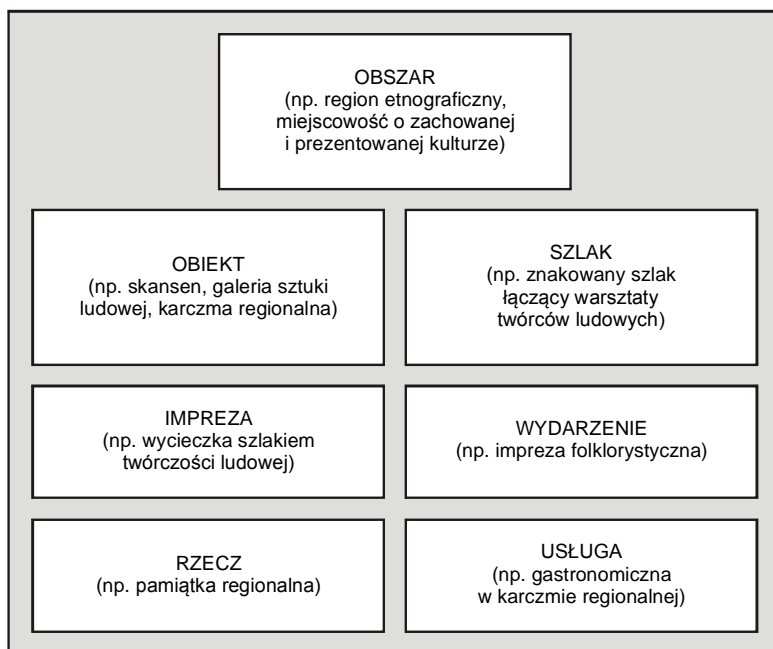 OBSZAR
(np. region etnograficzny,
miejscowość o zachowanej
i prezentowanej kulturze)
OBIEKT
(np. skansen, galeria sztuki
ludowej, karczma regionalna)
SZLAK
(np. znakowany szlak
łączący warsztaty
twórców ludowych)
IMPREZA
(np. wycieczka szlakiem
twórczości ludowej)
WYDARZENIE
(np. impreza folklorystyczna)
RZECZ
(np. pamiątka regionalna)
USŁUGA
(np. gastronomiczna
w karczmie regionalnej)